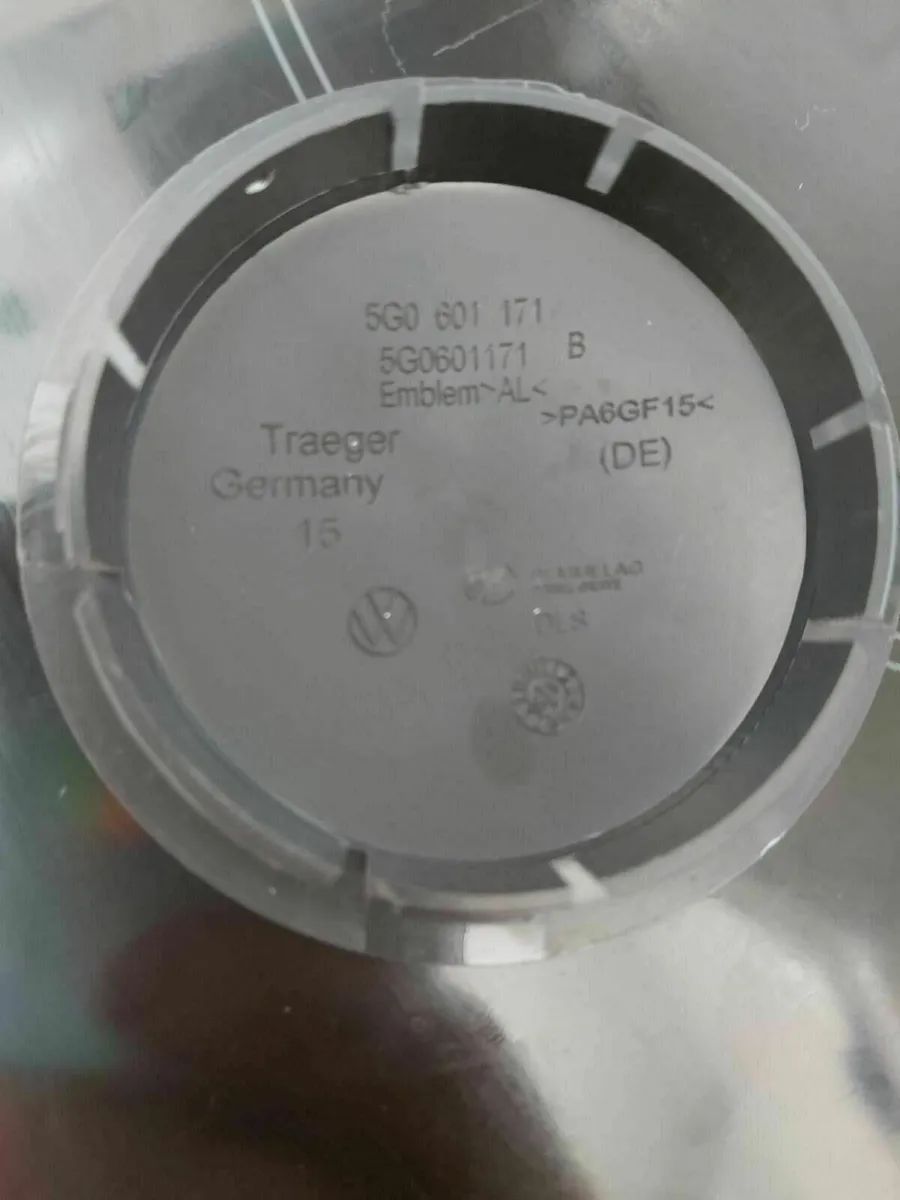 5G0 601 171
5G0601171 B
Emblem>AL<
>PA6GF15<
Traeger
(DE)
Germany
15